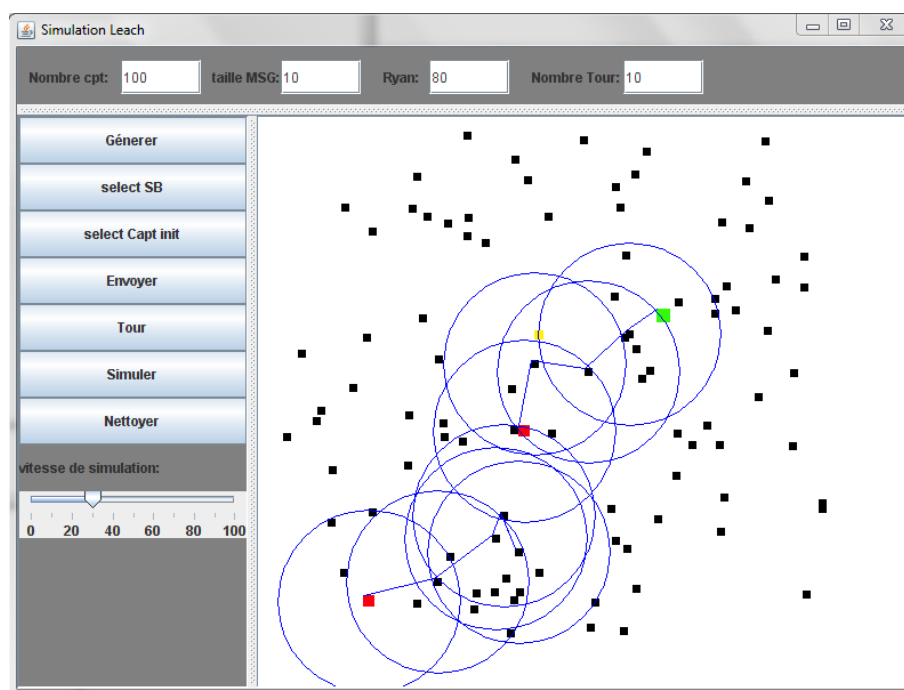 Simulation Leach
Nombre cpt: 100 taille MSG: 10 Ryan: 80 Nombre Tour: 10
Génerer
select SB
select Capt init
Envoyer
Tour
Simuler
Nettoyer
vitesse de simulation:
0 20 40 60 80 100